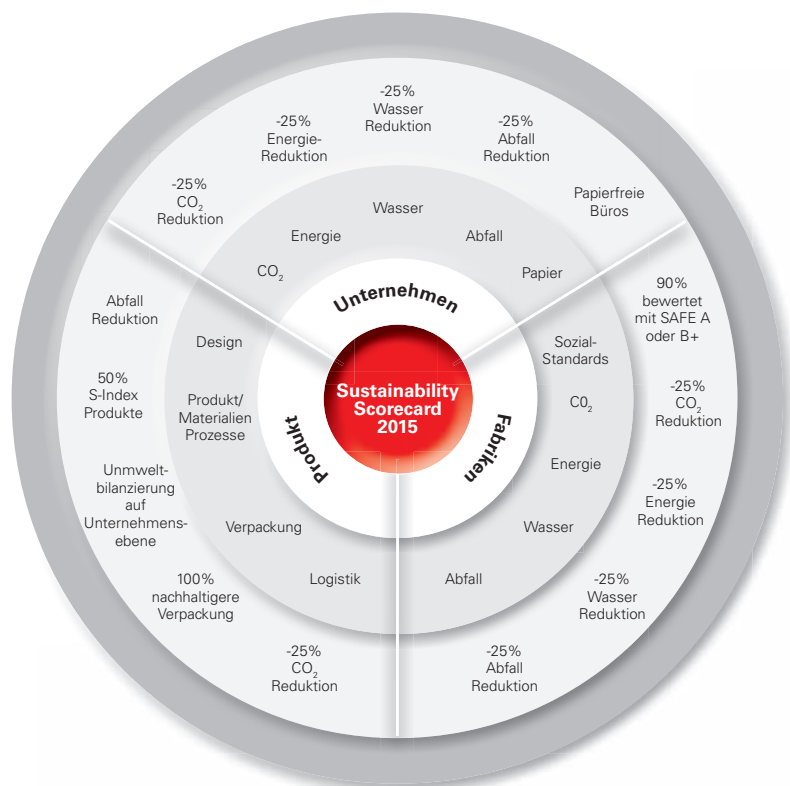 -25%
Wasser
Reduktion
-25%
Energie-
Reduktion
-25%
Abfall
Reduktion
-25%
CO₂
Reduktion
Papierfreie
Büros
Wasser
Energie
Abfall
CO₂
Papier
Unternehmen
Abfall
Reduktion
50%
S-Index
Produkte
Unmwelt-
bilanzierung
auf
Unternehmens-
ebene
100%
nachhaltigere
Verpackung
-25%
CO₂
Reduktion
Design
Produkt/
Materialien
Prozesse
Verpackung
Logistik
Produkt
Sustainability
Scorecard
2015
Fabriken
Sozial-
Standards
C0₂
Energie
Wasser
Abfall
90%
bewertet
mit SAFE A
oder B+
-25%
CO₂
Reduktion
-25%
Energie
Reduktion
-25%
Wasser
Reduktion
-25%
Abfall
Reduktion